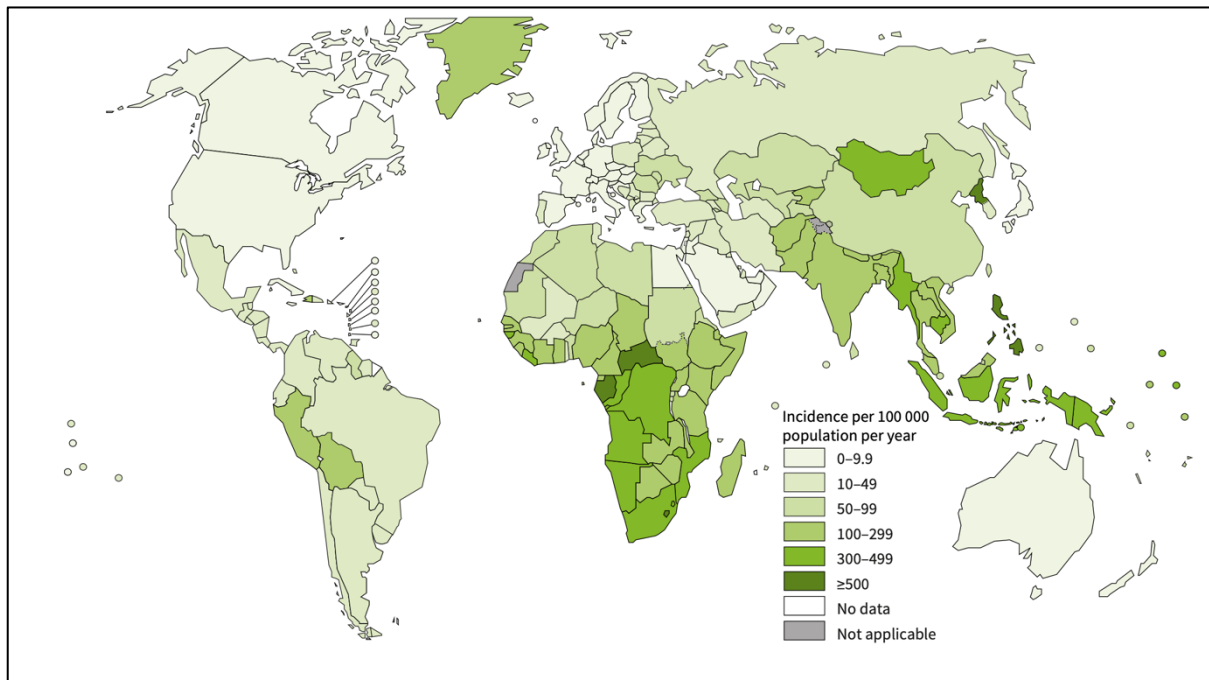 Incidence per 100 000
population per year
0–9.9
10–49
50–99
100–299
300–499
≥500
No data
Not applicable